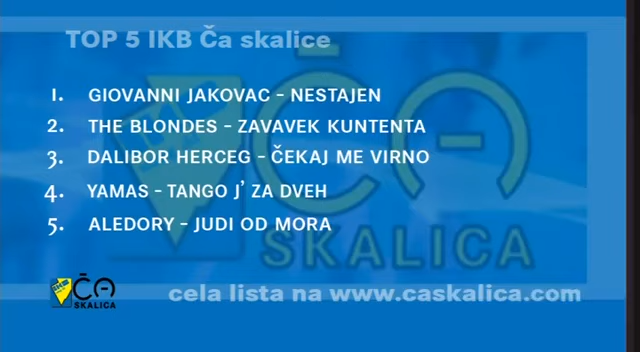 TOP 5 IKB Ča skalice
1. GIOVANNI JAKOVAC - NESTAJEN
2. THE BLONDES - ZAVAVEK KUNTENTA
3. DALIBOR HERCEG - ČEKAJ ME VIRNO
4. YAMAS - TANGO J' ZA DVEH
5. ALEDORY - JUDI OD MORA
ČA
SKALICA
ČA
SKALICA
cela lista na www.caskalica.com